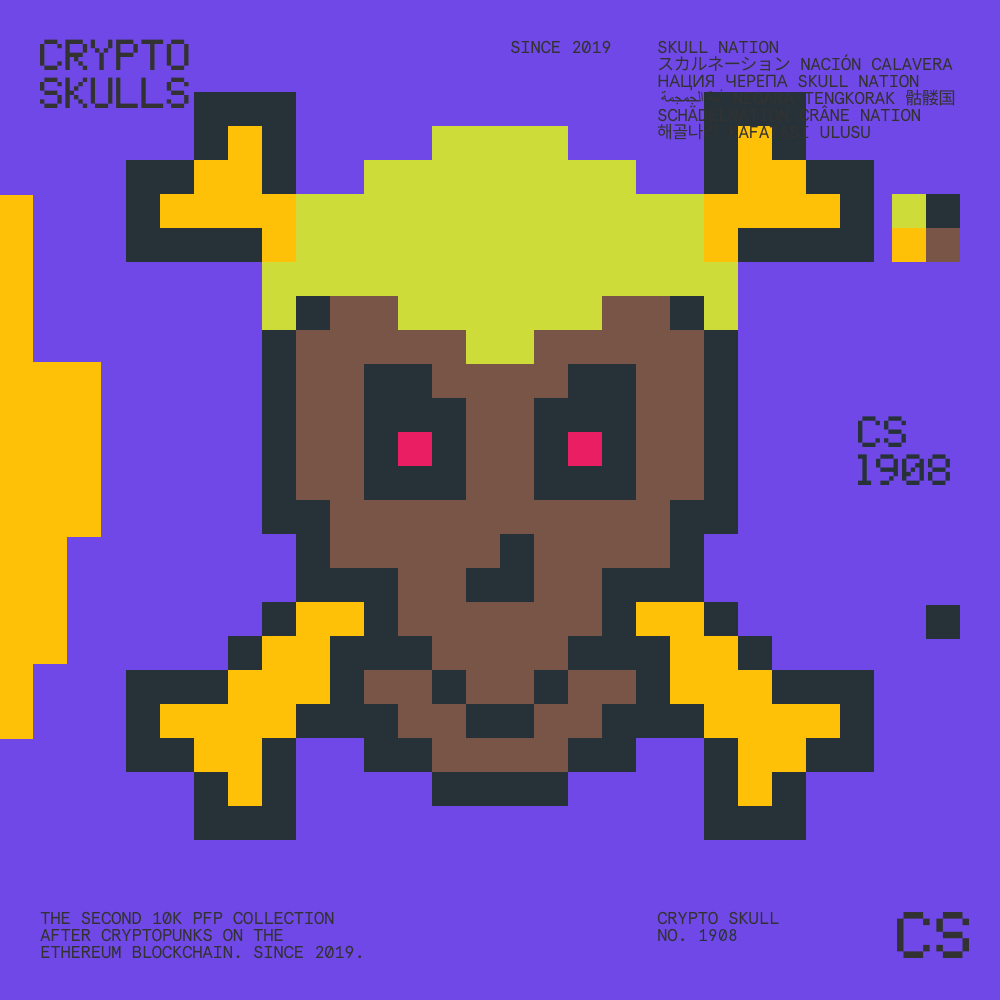 CRYPTO
SKULLS
SINCE 2019
SKULL NATION
スカルネーション NACIÓN CALAVERA
НАЦИЯ ЧЕРЕПА SKULL NATION
TENGKORAK 骷髅国
CRÂNE NATION
ULUSU
CS
1908
THE SECOND 10K PFP COLLECTION
AFTER CRYPTOPUNKS ON THE
ETHEREUM BLOCKCHAIN. SINCE 2019.
CRYPTO SKULL
NO. 1908
CS